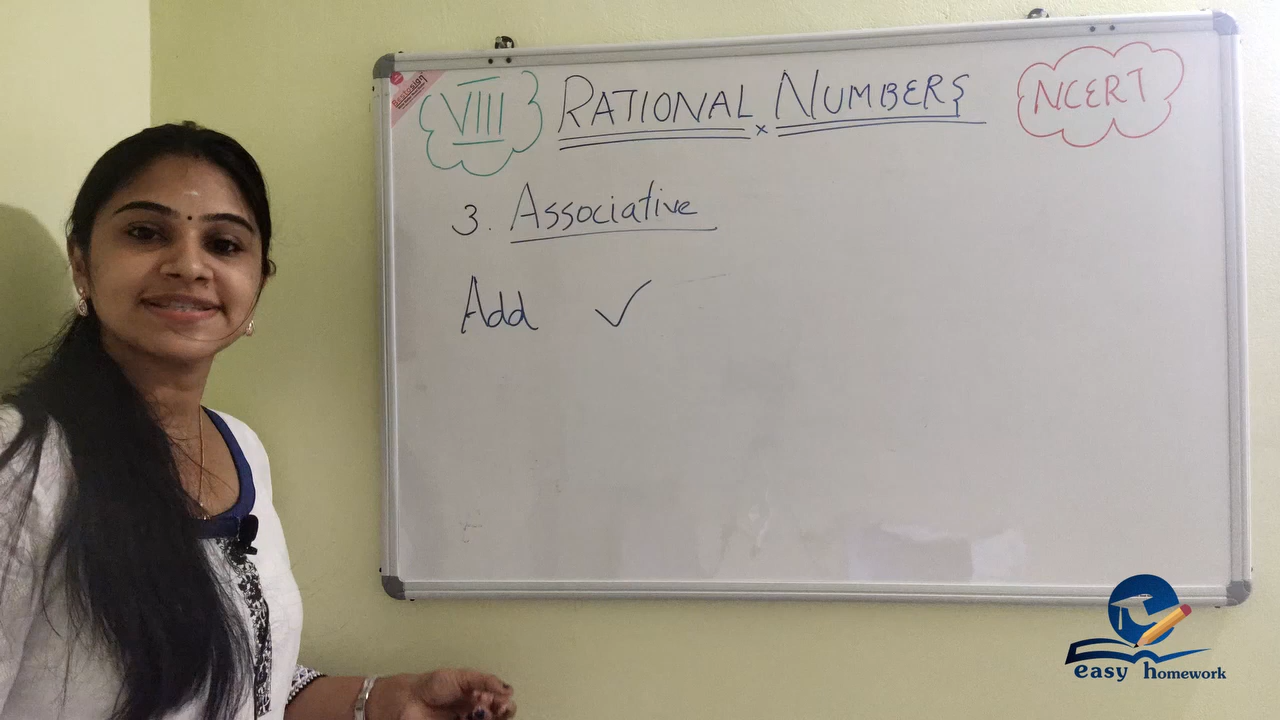 VIII RATIONAL NUMBERS NCERT
3. Associative
Add ✓
easy homework